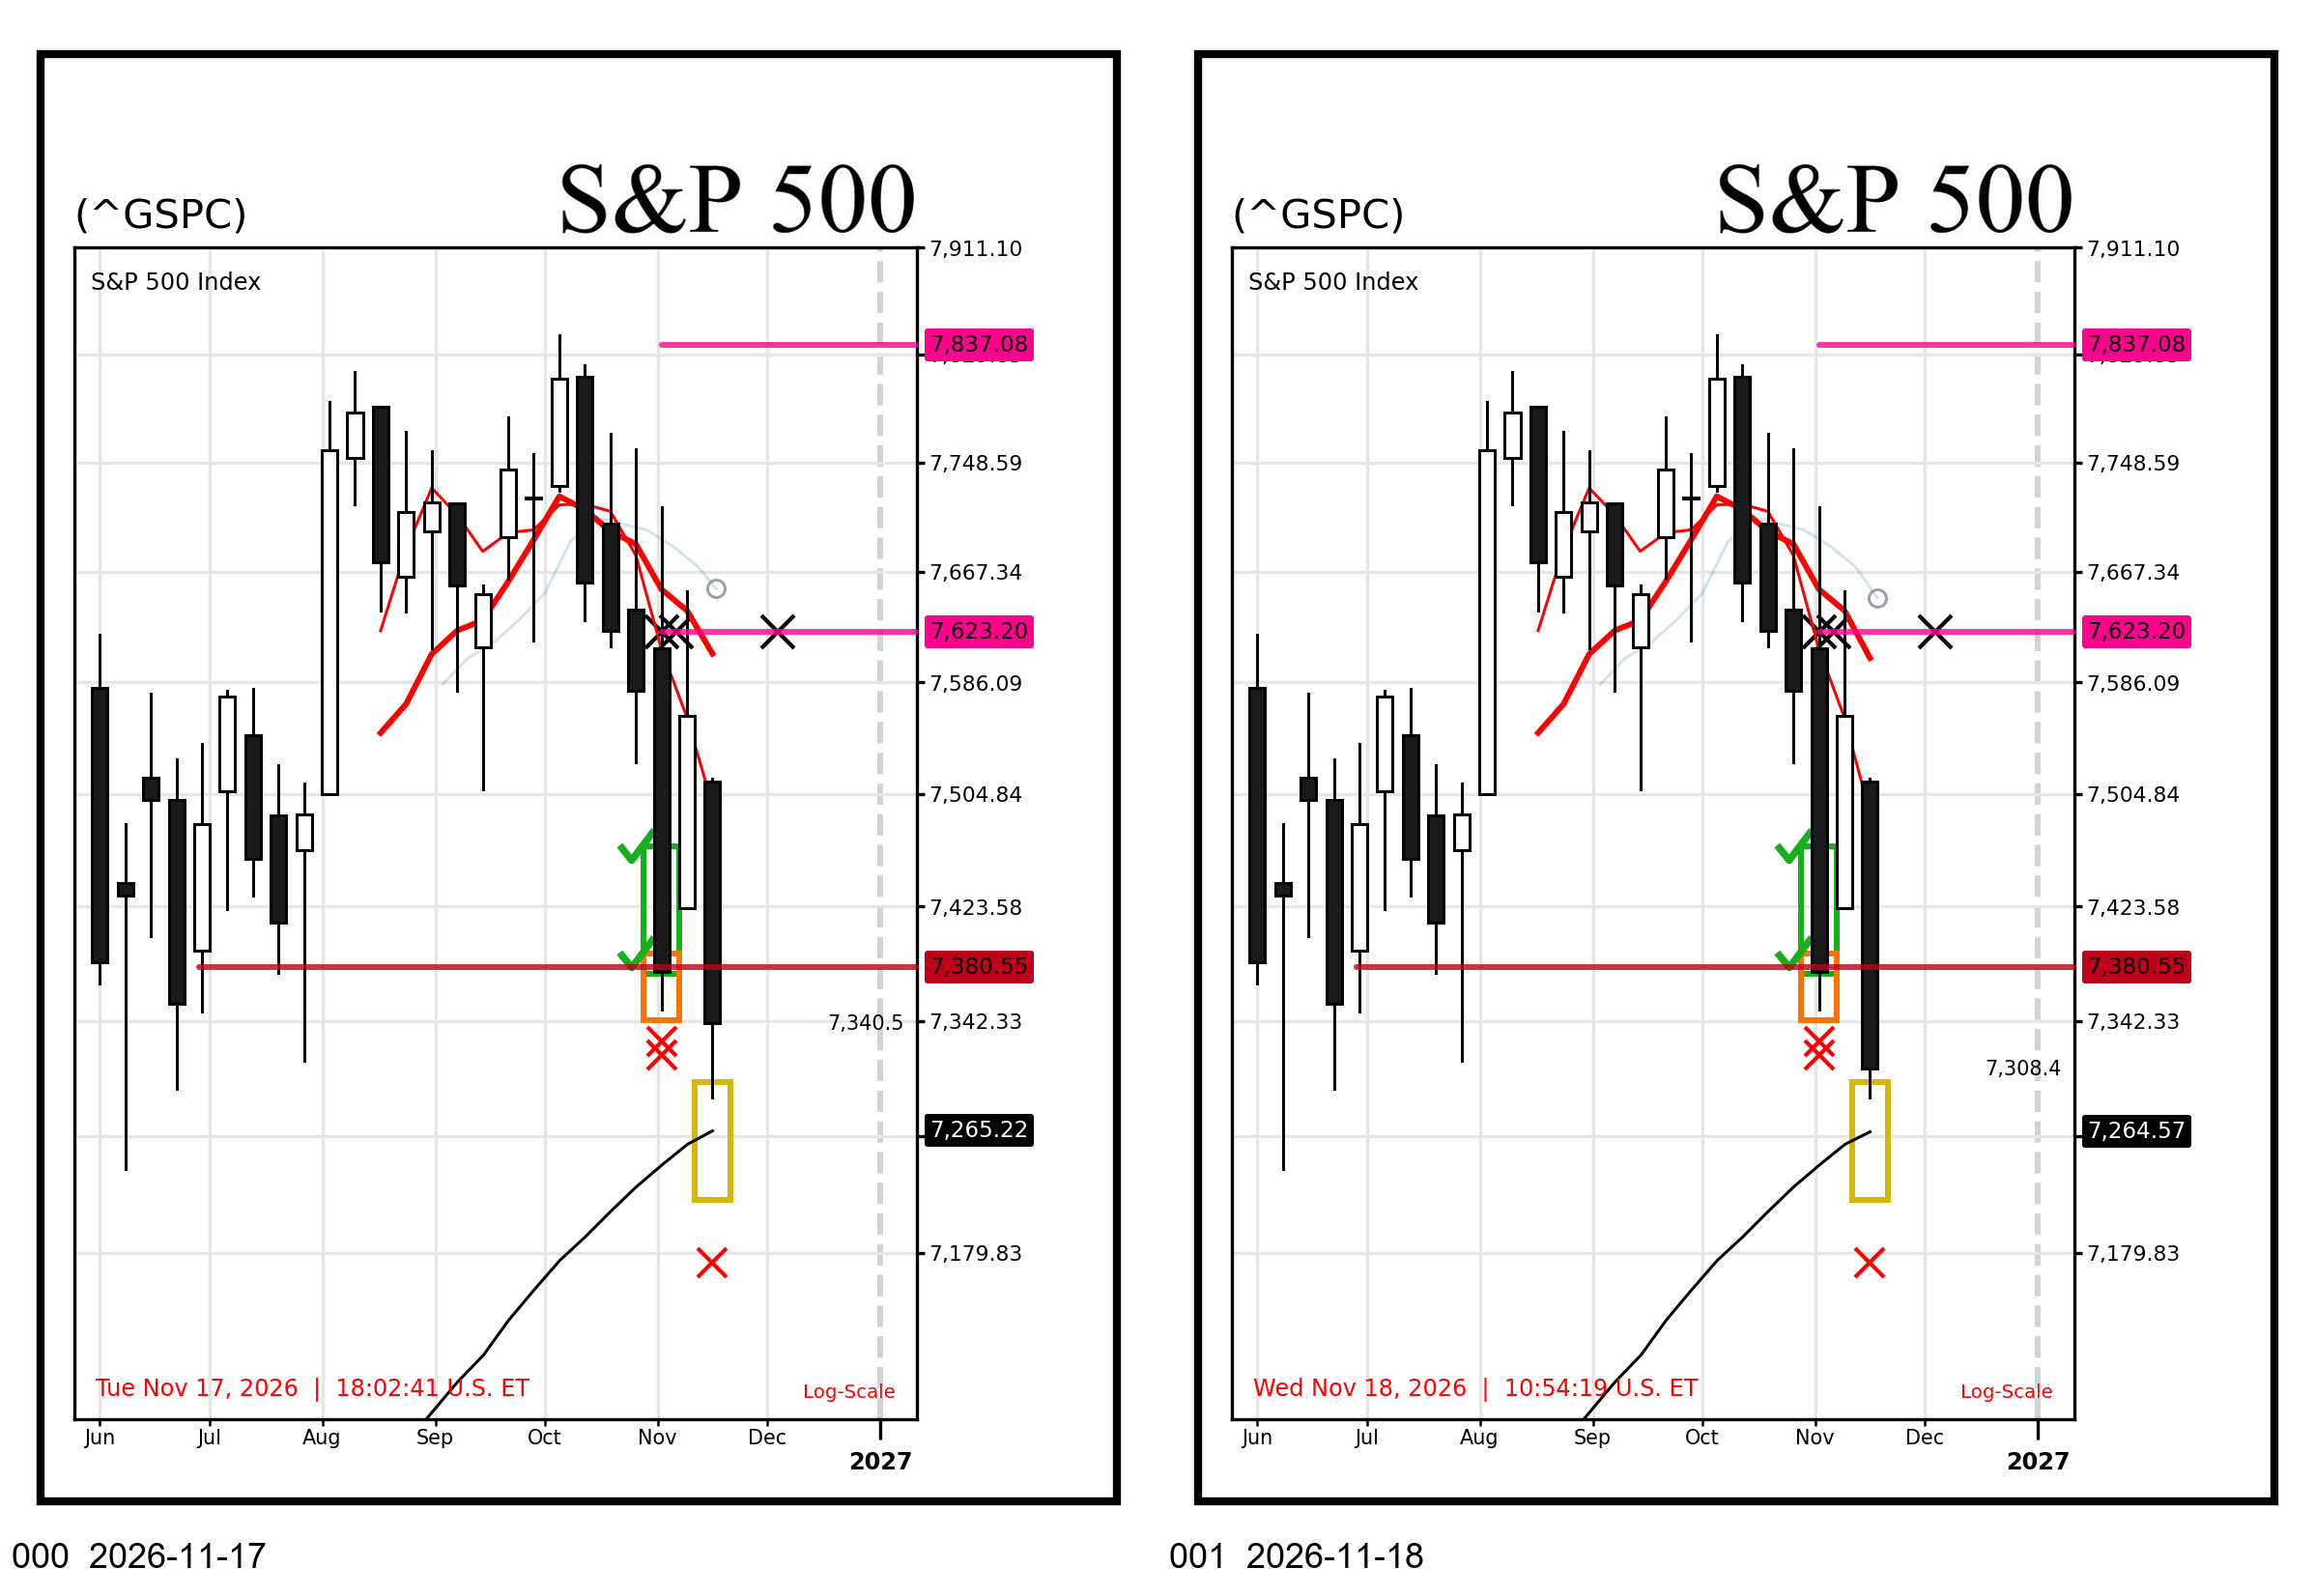 (^GSPC)
S&P 500
S&P 500 Index
7,911.10
7,837.08
7,748.59
7,667.34
7,623.20
7,586.09
7,504.84
7,423.58
7,380.55
7,340.5
7,342.33
7,265.22
7,179.83
Tue Nov 17, 2026 | 18:02:41 U.S. ET
Log-Scale
Jun Jul Aug Sep Oct Nov Dec
2027
000 2026-11-17
(^GSPC)
S&P 500
S&P 500 Index
7,911.10
7,837.08
7,748.59
7,667.34
7,623.20
7,586.09
7,504.84
7,423.58
7,380.55
7,342.33
7,308.4
7,264.57
7,179.83
Wed Nov 18, 2026 | 10:54:19 U.S. ET
Log-Scale
Jun Jul Aug Sep Oct Nov Dec
2027
001 2026-11-18